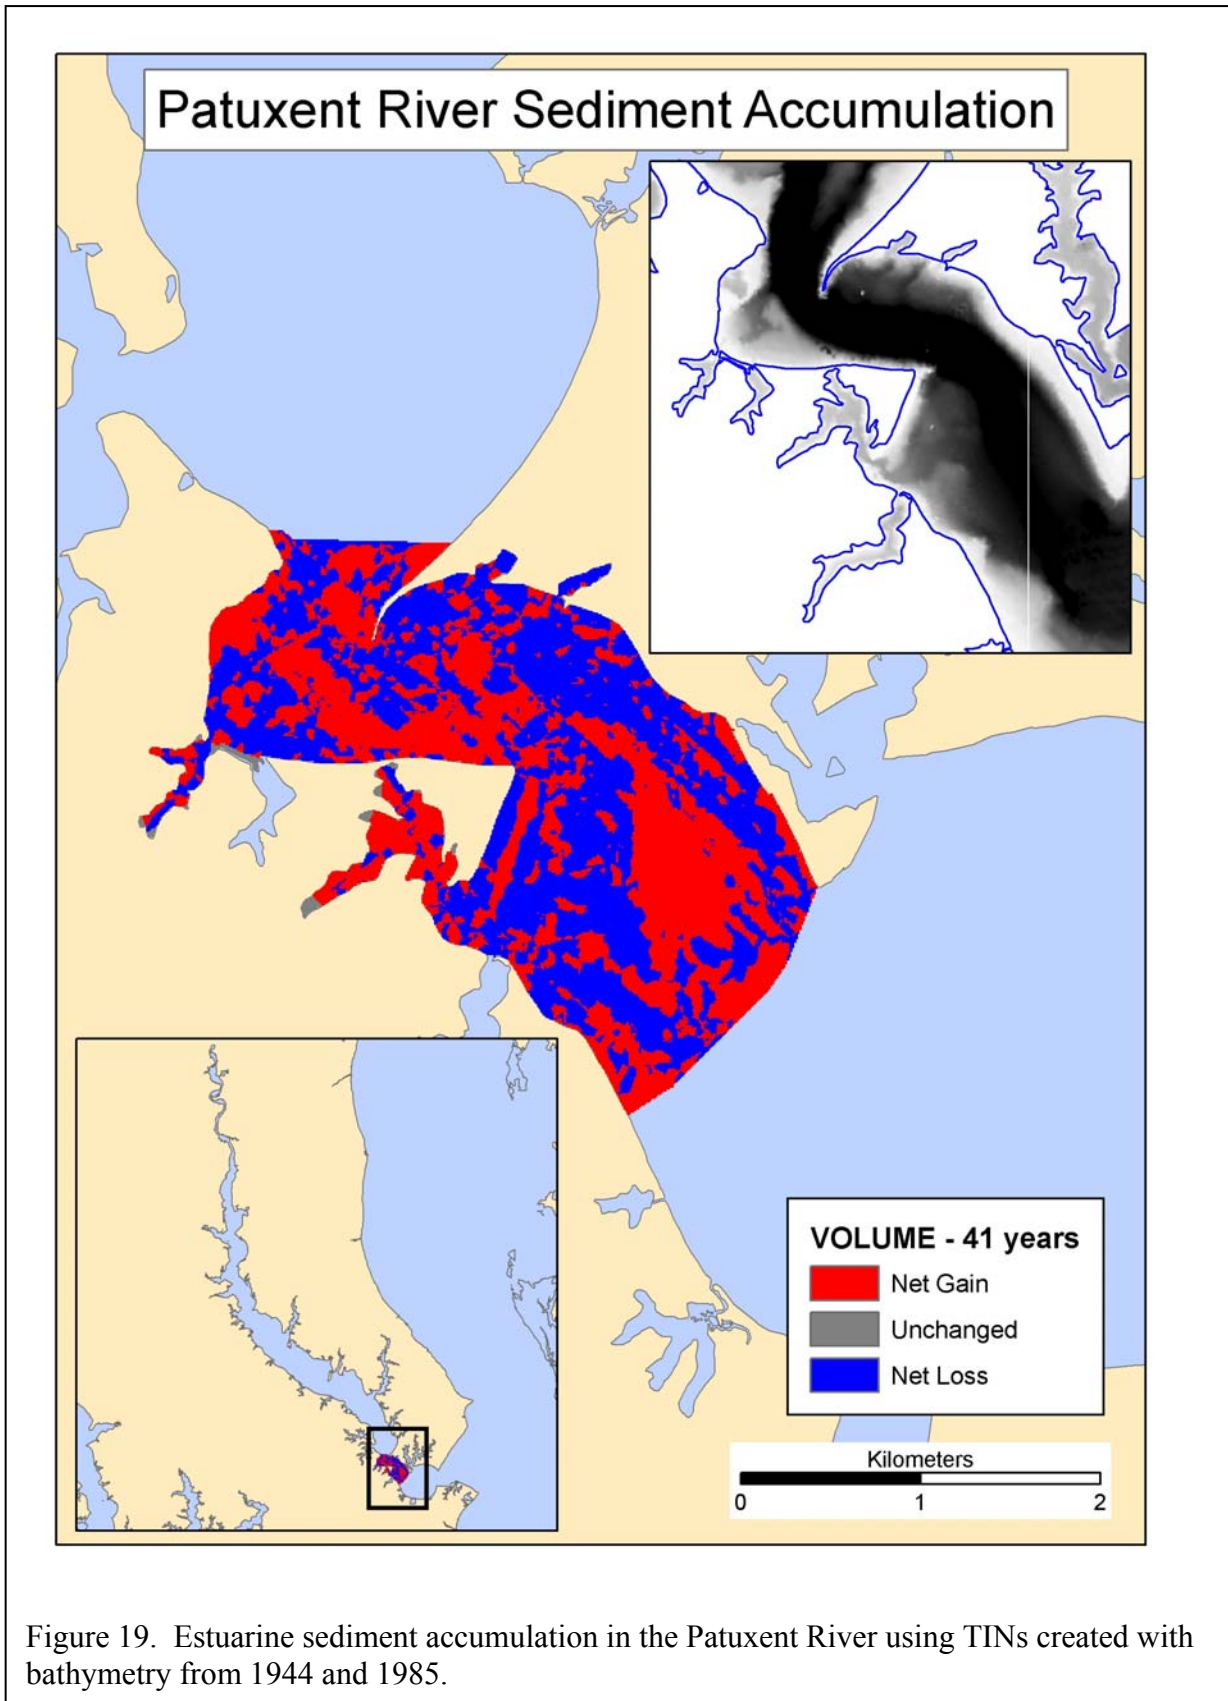 Patuxent River Sediment Accumulation
VOLUME - 41 years
Net Gain
Unchanged
Net Loss
Kilometers
0 1 2
Figure 19.  Estuarine sediment accumulation in the Patuxent River using TINs created with
bathymetry from 1944 and 1985.